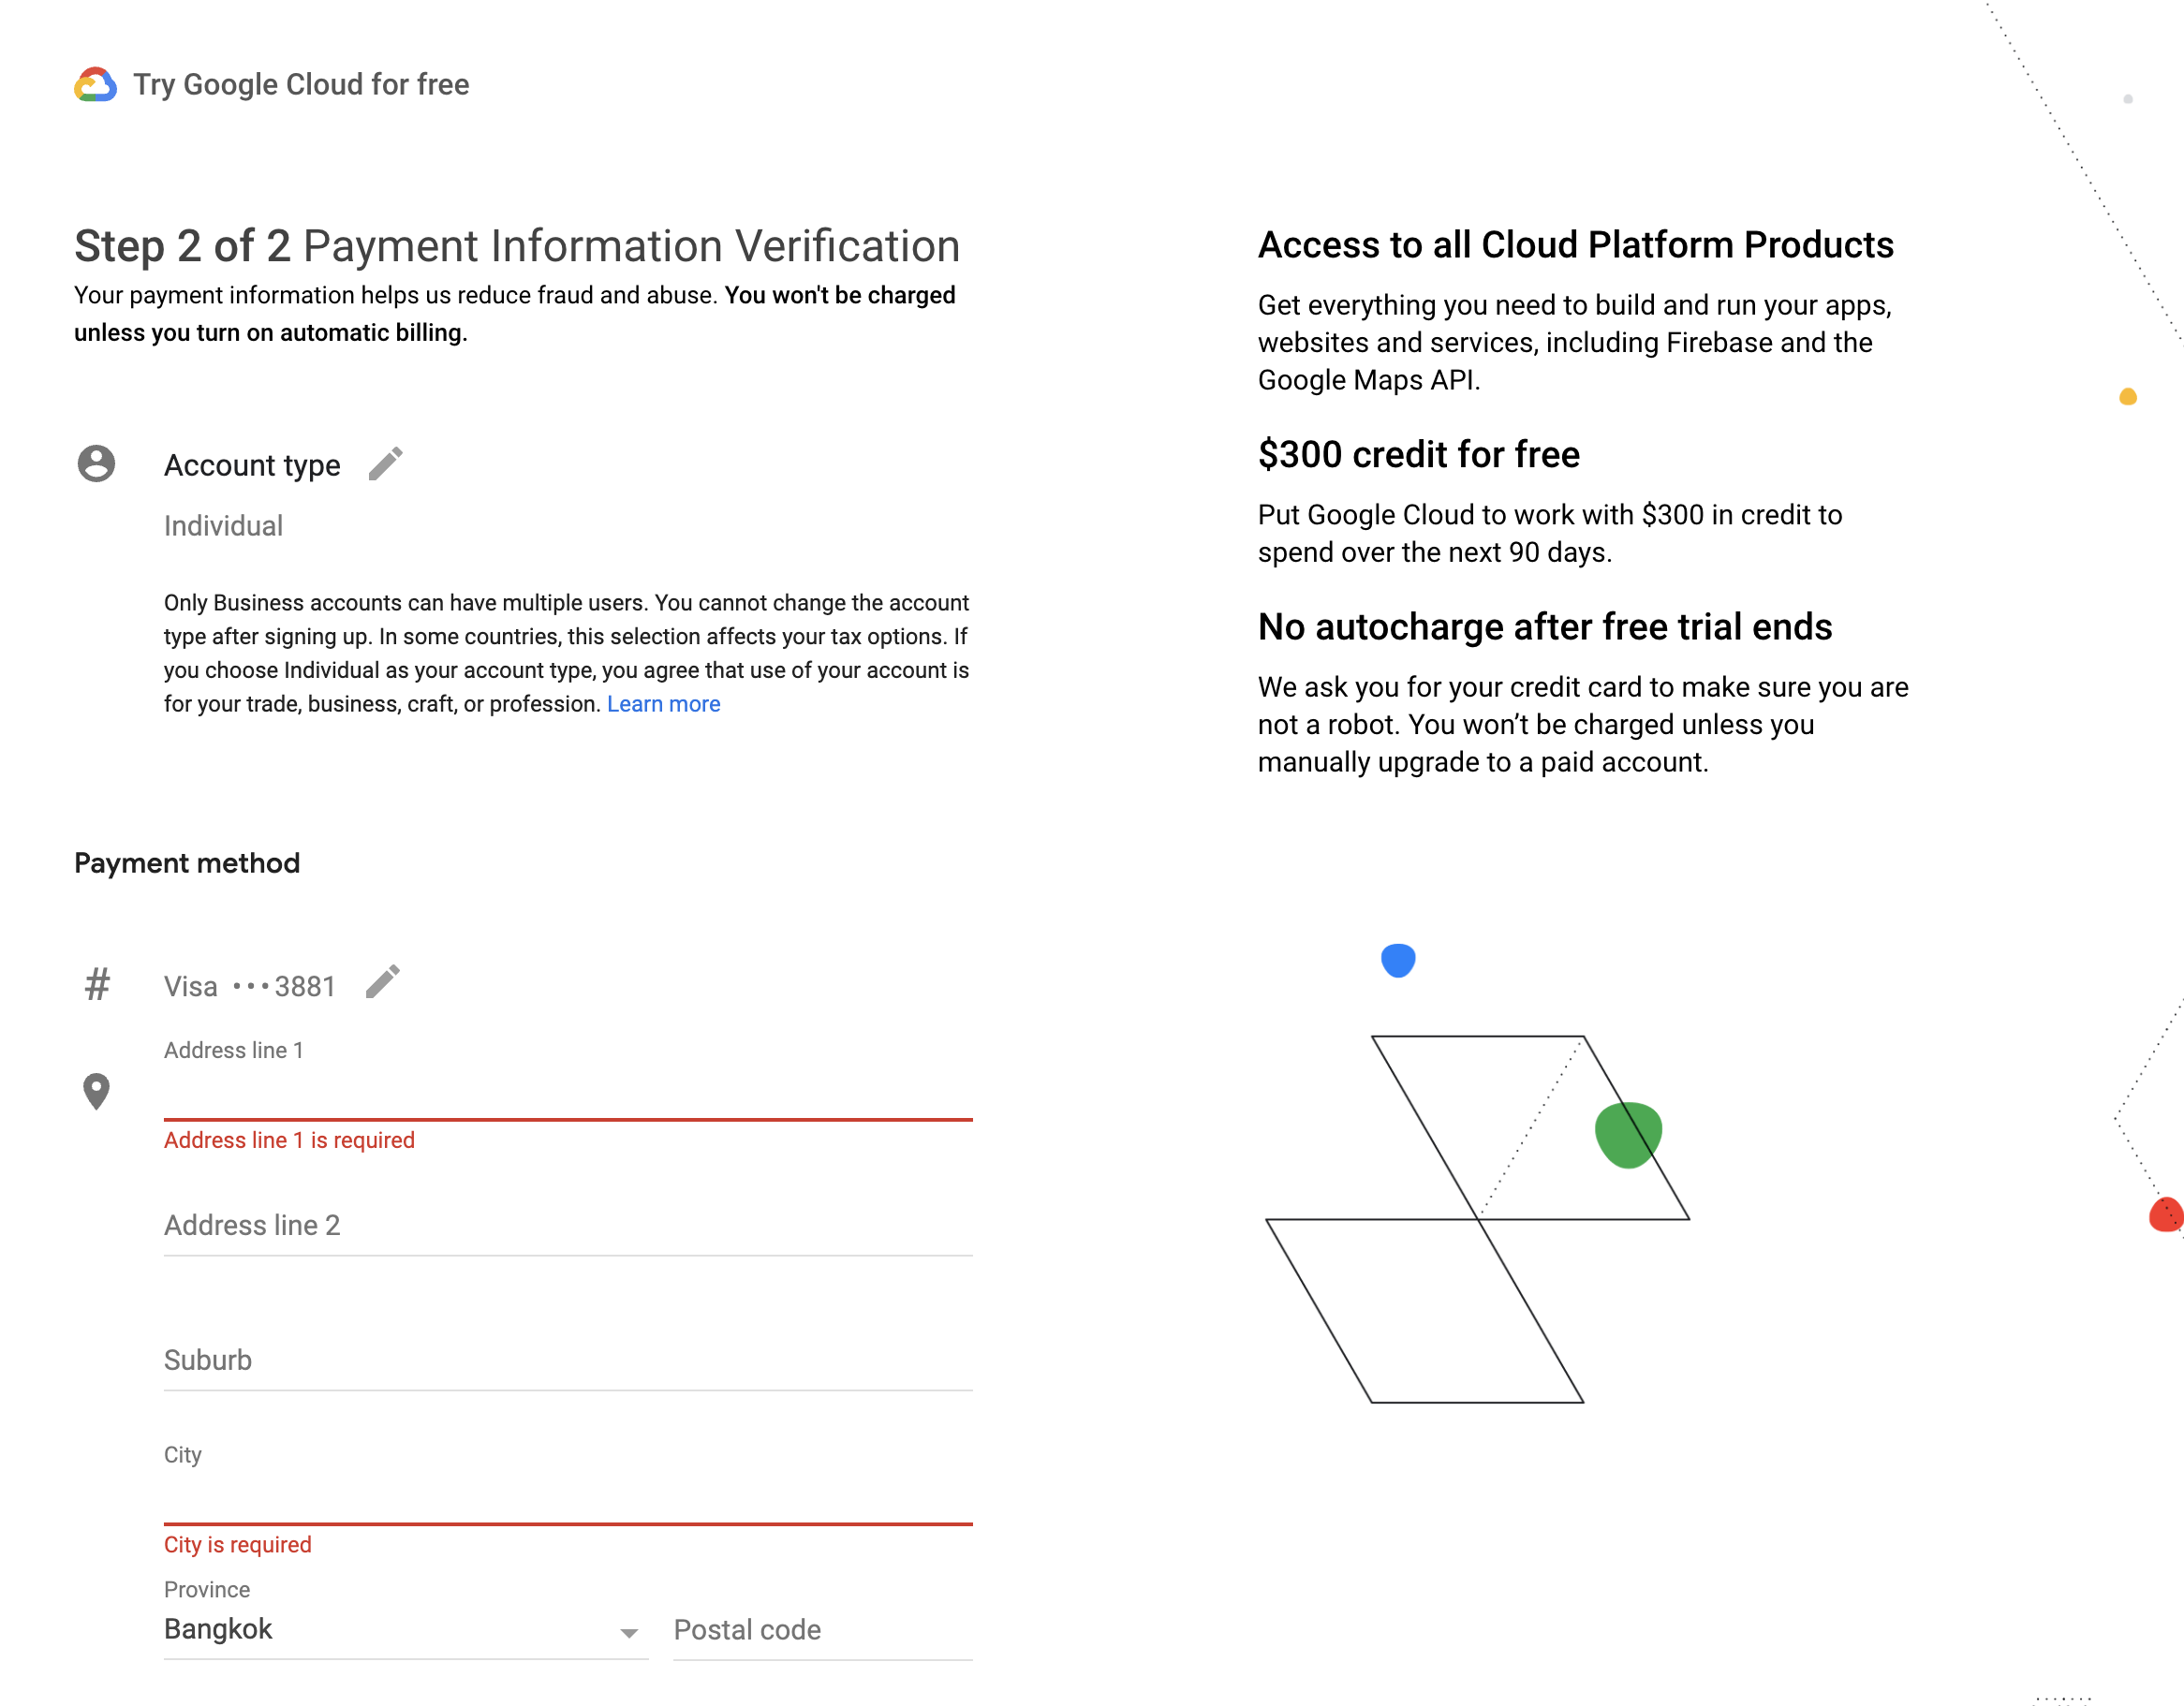 Try Google Cloud for free
Step 2 of 2 Payment Information Verification
Your payment information helps us reduce fraud and abuse. You won't be charged
unless you turn on automatic billing.
Account type
Individual
Only Business accounts can have multiple users. You cannot change the account
type after signing up. In some countries, this selection affects your tax options. If
you choose Individual as your account type, you agree that use of your account is
for your trade, business, craft, or profession. Learn more
Payment method
# Visa •••3881
Address line 1
Address line 1 is required
Address line 2
Suburb
City
City is required
Province
Bangkok
Postal code
Access to all Cloud Platform Products
Get everything you need to build and run your apps,
websites and services, including Firebase and the
Google Maps API.
$300 credit for free
Put Google Cloud to work with $300 in credit to
spend over the next 90 days.
No autocharge after free trial ends
We ask you for your credit card to make sure you are
not a robot. You won’t be charged unless you
manually upgrade to a paid account.